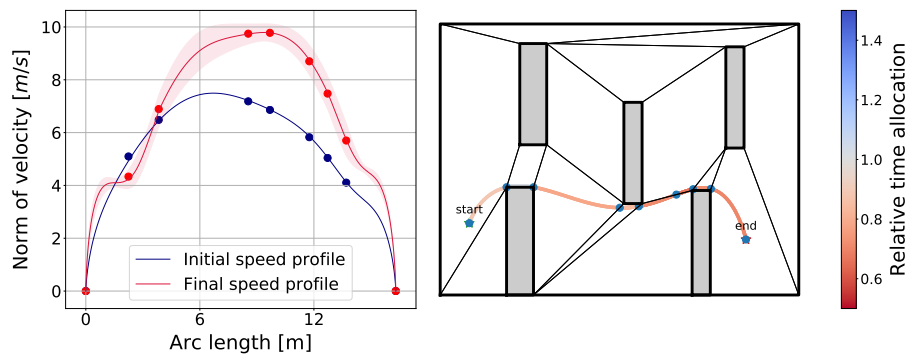 10
8
6
4
2
0
Norm of velocity [m/s]
Initial speed profile
Final speed profile
0
6
12
Arc length [m]
start
end
1.4
1.2
1.0
0.8
0.6
Relative time allocation